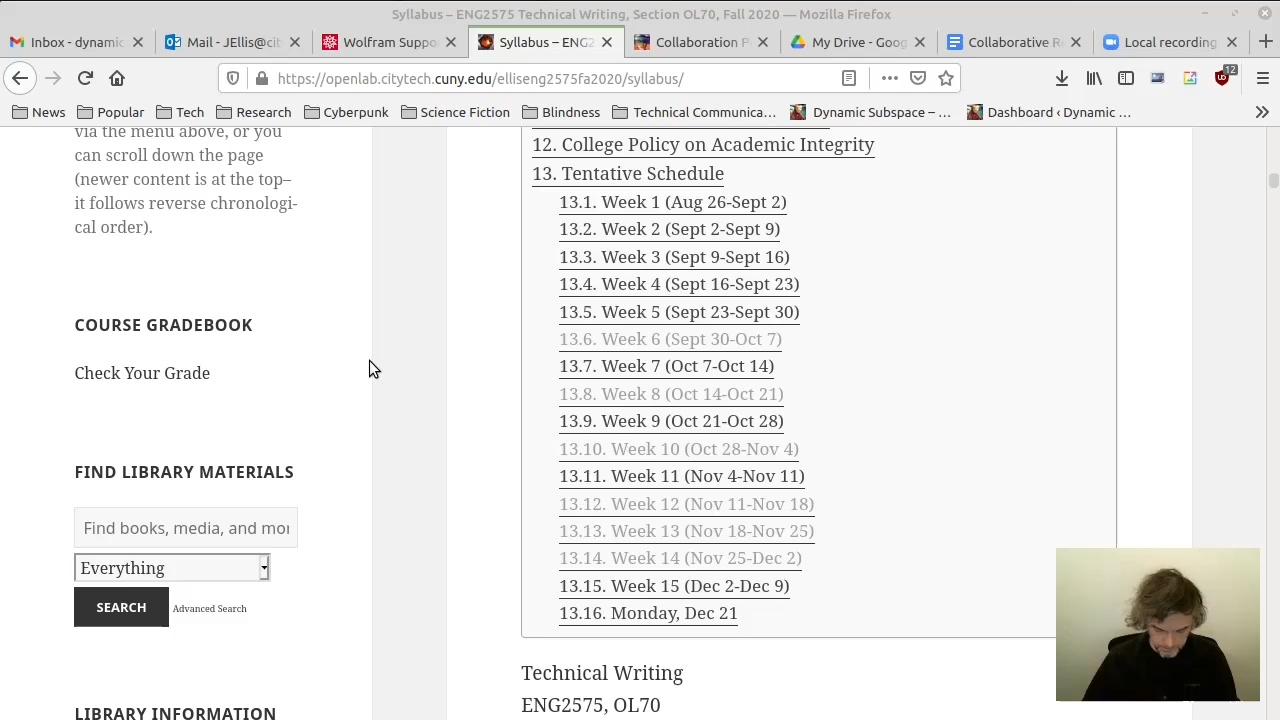 Syllabus – ENG2575 Technical Writing, Section OL70, Fall 2020 — Mozilla Firefox
Inbox - dynamic
Mail - JEllis@cit
Wolfram Suppo
Syllabus – ENG2
Collaboration P
My Drive - Goog
Collaborative R
Local recording
https://openlab.citytech.cuny.edu/elliseng2575fa2020/syllabus/
12
News
Popular
Tech
Research
Cyberpunk
Science Fiction
Blindness
Technical Communica…
Dynamic Subspace – …
Dashboard ‹ Dynamic …
via the menu above, or you
can scroll down the page
(newer content is at the top–
it follows reverse chronologi-
cal order).
COURSE GRADEBOOK
Check Your Grade
FIND LIBRARY MATERIALS
Find books, media, and mor
Everything
SEARCH
Advanced Search
LIBRARY INFORMATION
12. College Policy on Academic Integrity
13. Tentative Schedule
13.1. Week 1 (Aug 26-Sept 2)
13.2. Week 2 (Sept 2-Sept 9)
13.3. Week 3 (Sept 9-Sept 16)
13.4. Week 4 (Sept 16-Sept 23)
13.5. Week 5 (Sept 23-Sept 30)
13.6. Week 6 (Sept 30-Oct 7)
13.7. Week 7 (Oct 7-Oct 14)
13.8. Week 8 (Oct 14-Oct 21)
13.9. Week 9 (Oct 21-Oct 28)
13.10. Week 10 (Oct 28-Nov 4)
13.11. Week 11 (Nov 4-Nov 11)
13.12. Week 12 (Nov 11-Nov 18)
13.13. Week 13 (Nov 18-Nov 25)
13.14. Week 14 (Nov 25-Dec 2)
13.15. Week 15 (Dec 2-Dec 9)
13.16. Monday, Dec 21
Technical Writing
ENG2575, OL70